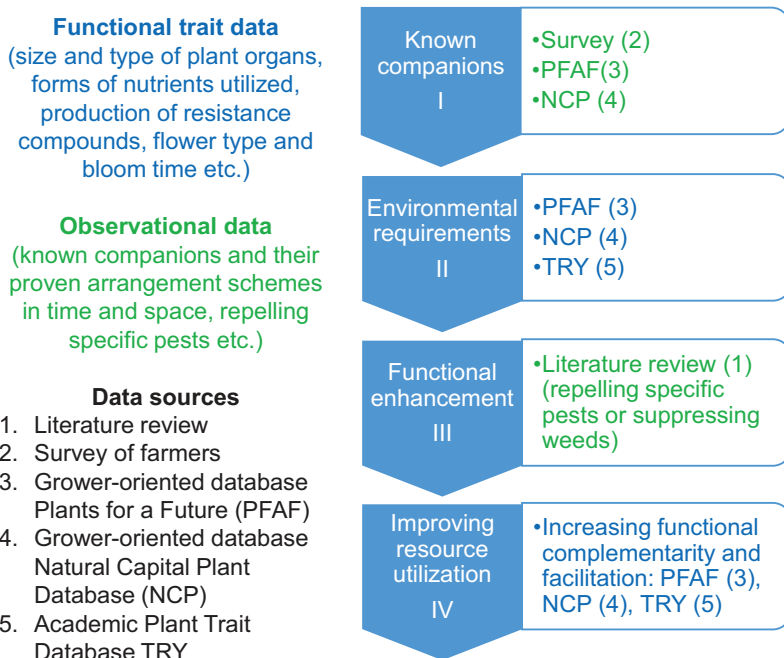 Functional trait data
(size and type of plant organs,
forms of nutrients utilized,
production of resistance
compounds, flower type and
bloom time etc.)
Observational data
(known companions and their
proven arrangement schemes
in time and space, repelling
specific pests etc.)
Data sources
1. Literature review
2. Survey of farmers
3. Grower-oriented database
Plants for a Future (PFAF)
4. Grower-oriented database
Natural Capital Plant
Database (NCP)
5. Academic Plant Trait
Database TRY
Known
companions
I
•Survey (2)
•PFAF(3)
•NCP (4)
Environmental
requirements
II
•PFAF (3)
•NCP (4)
•TRY (5)
Functional
enhancement
III
•Literature review (1)
(repelling specific
pests or suppressing
weeds)
Improving
resource
utilization
IV
•Increasing functional
complementarity and
facilitation: PFAF (3),
NCP (4), TRY (5)